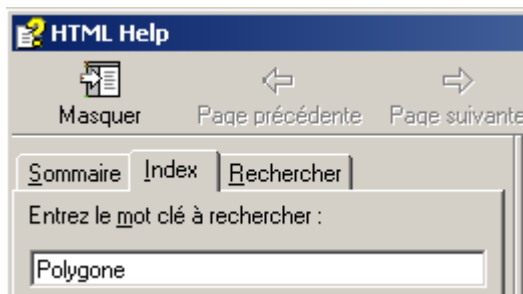 HTML Help
Masquer Page précédente Page suivante
Sommaire Index Rechercher
Entrez le mot clé à rechercher :
Polygone